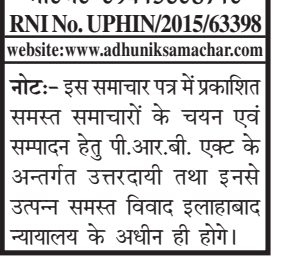 RNI No. UPHIN/2015/63398
website:www.adhuniksamachar.com
नोटः- इस समाचार पत्र में प्रकाशित
समस्त समाचारों के चयन एवं
सम्पादन हेतु पी.आर.बी. एक्ट के
अन्तर्गत उत्तरदायी तथा इनसे
उत्पन्न समस्त विवाद इलाहाबाद
न्यायालय के अधीन ही होगे।